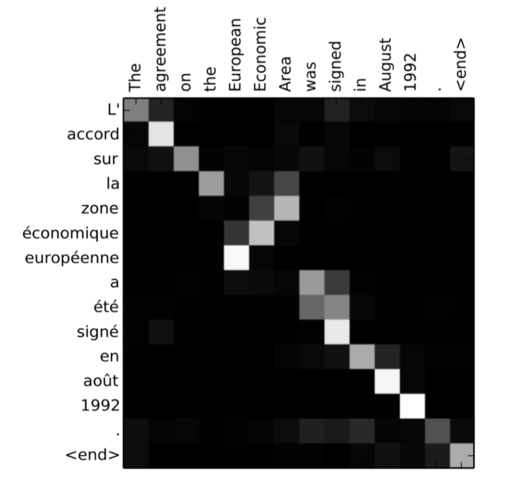 The agreement on the European Economic Area was signed in August 1992 . <end>
L'
accord
sur
la
zone
économique
européenne
a
été
signé
en
août
1992
.
<end>